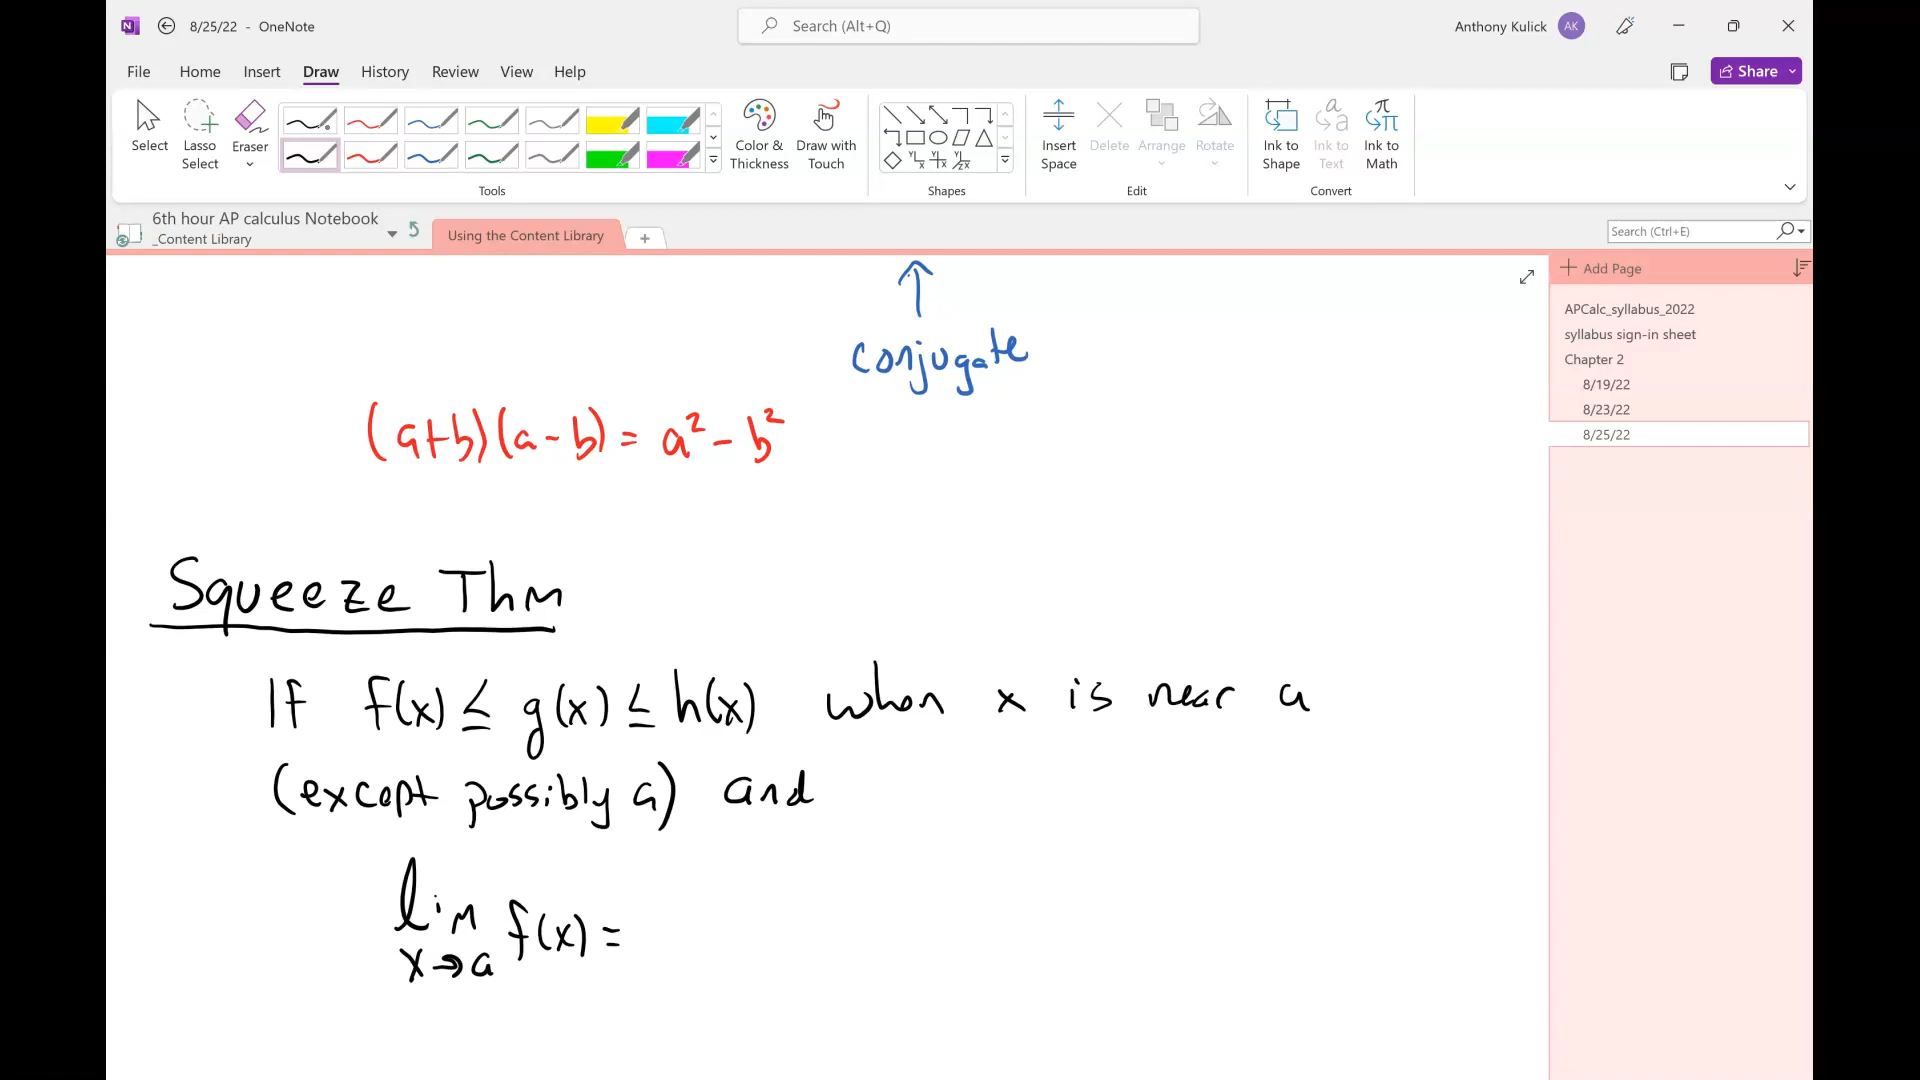 8/25/22 - OneNote
Search (Alt+Q)
Anthony Kulick
AK
File Home Insert Draw History Review View Help
Share
Select
Lasso Select
Eraser
Color & Thickness
Draw with Touch
Insert Space
Delete
Arrange
Rotate
Ink to Shape
Ink to Text
Ink to Math
Tools
Shapes
Edit
Convert
6th hour AP calculus Notebook
_Content Library
Using the Content Library
Search (Ctrl+E)
Add Page
APCalc_syllabus_2022
syllabus sign-in sheet
Chapter 2
8/19/22
8/23/22
8/25/22
conjugate
(a+b)(a-b) = a² - b²
Squeeze Thm
If f(x) ≤ g(x) ≤ h(x) when x is near a
(except possibly a) and
lim f(x) =
x→a